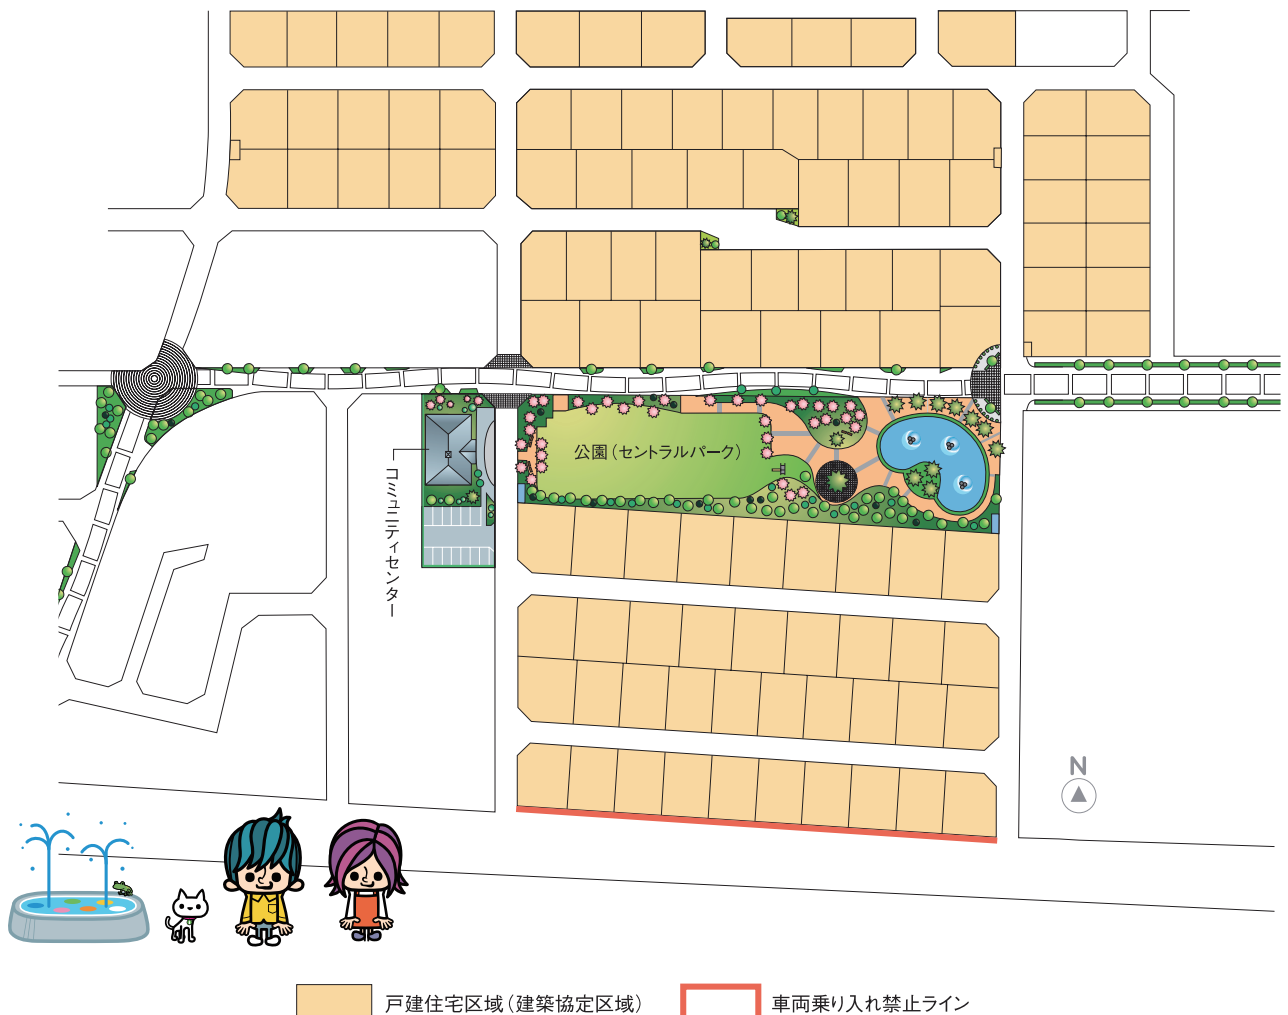 公園（セントラルパーク）
コミュニティセンター
N
戸建住宅区域（建築協定区域）
車両乗り入れ禁止ライン